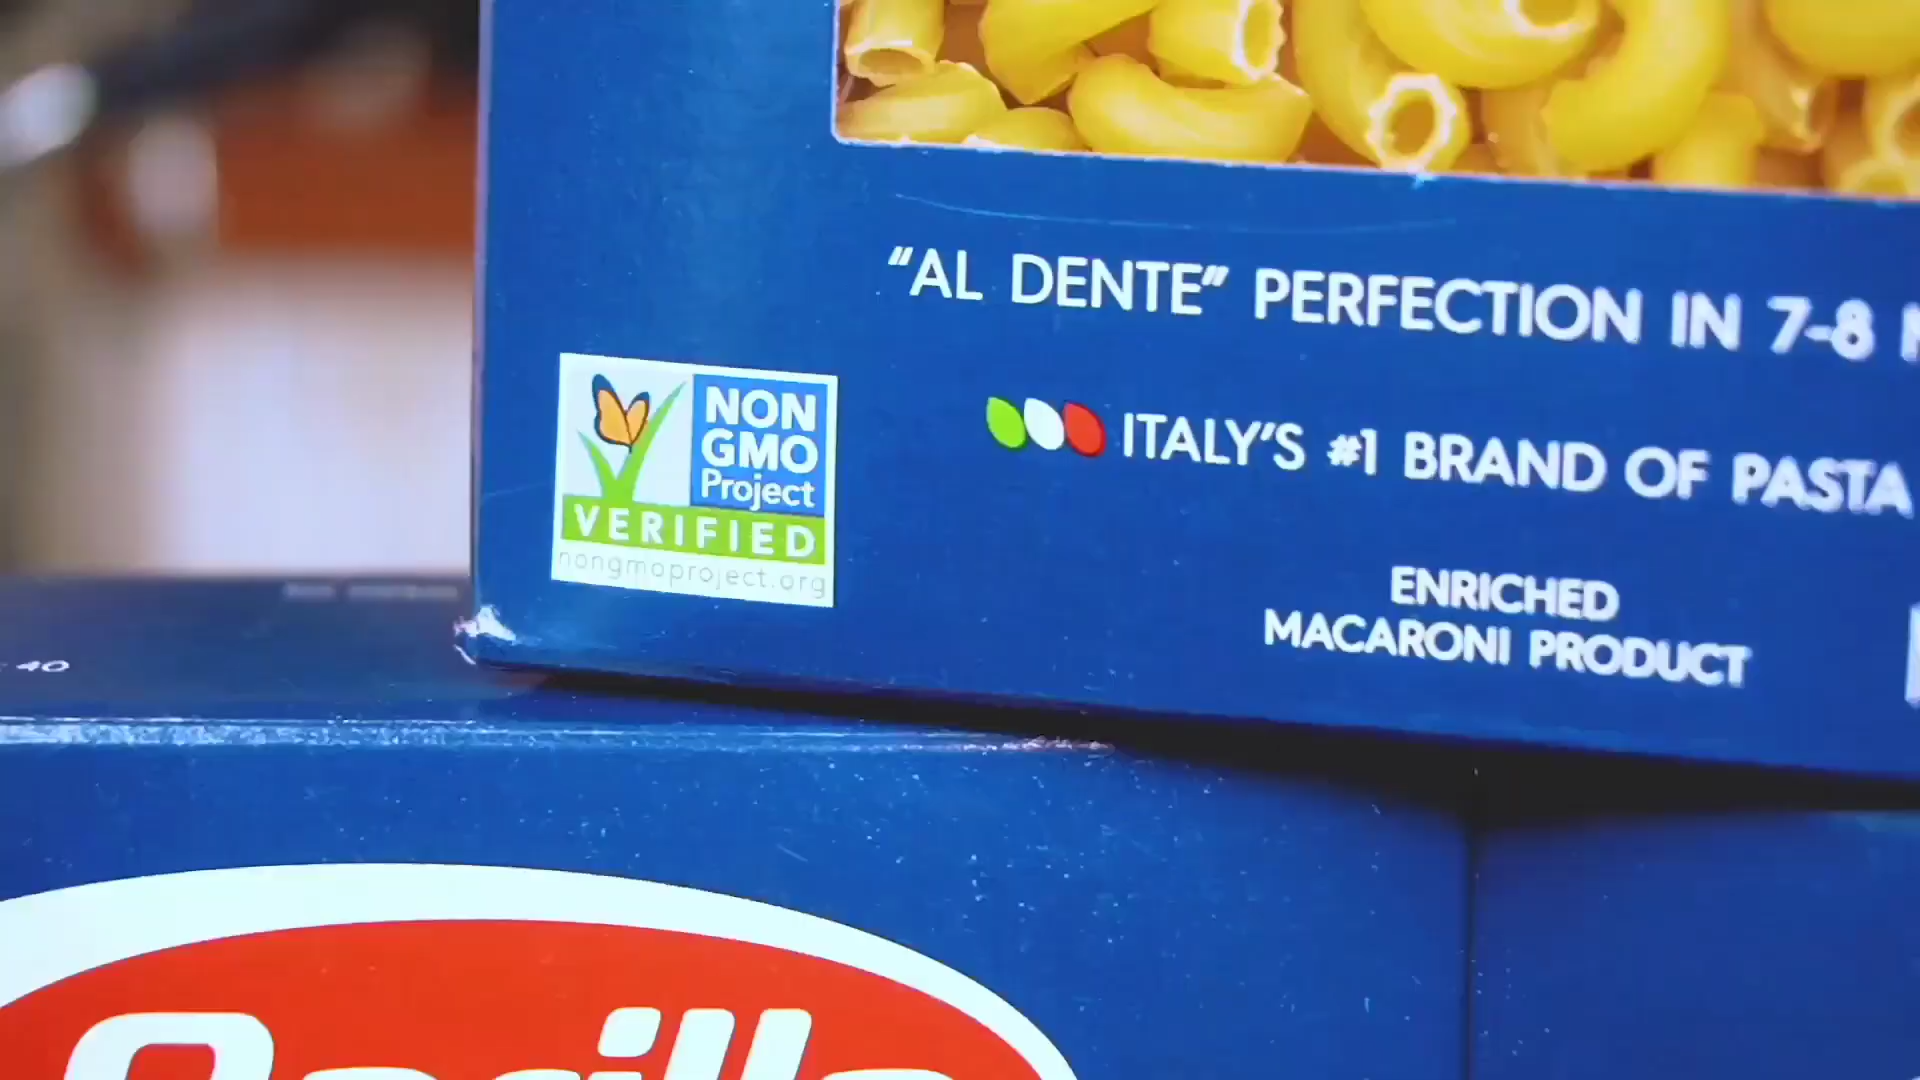 "AL DENTE" PERFECTION IN 7-8
NON
GMO
Project
VERIFIED
nongmoproject.org
ITALY'S #1 BRAND OF PASTA
ENRICHED
MACARONI PRODUCT
40